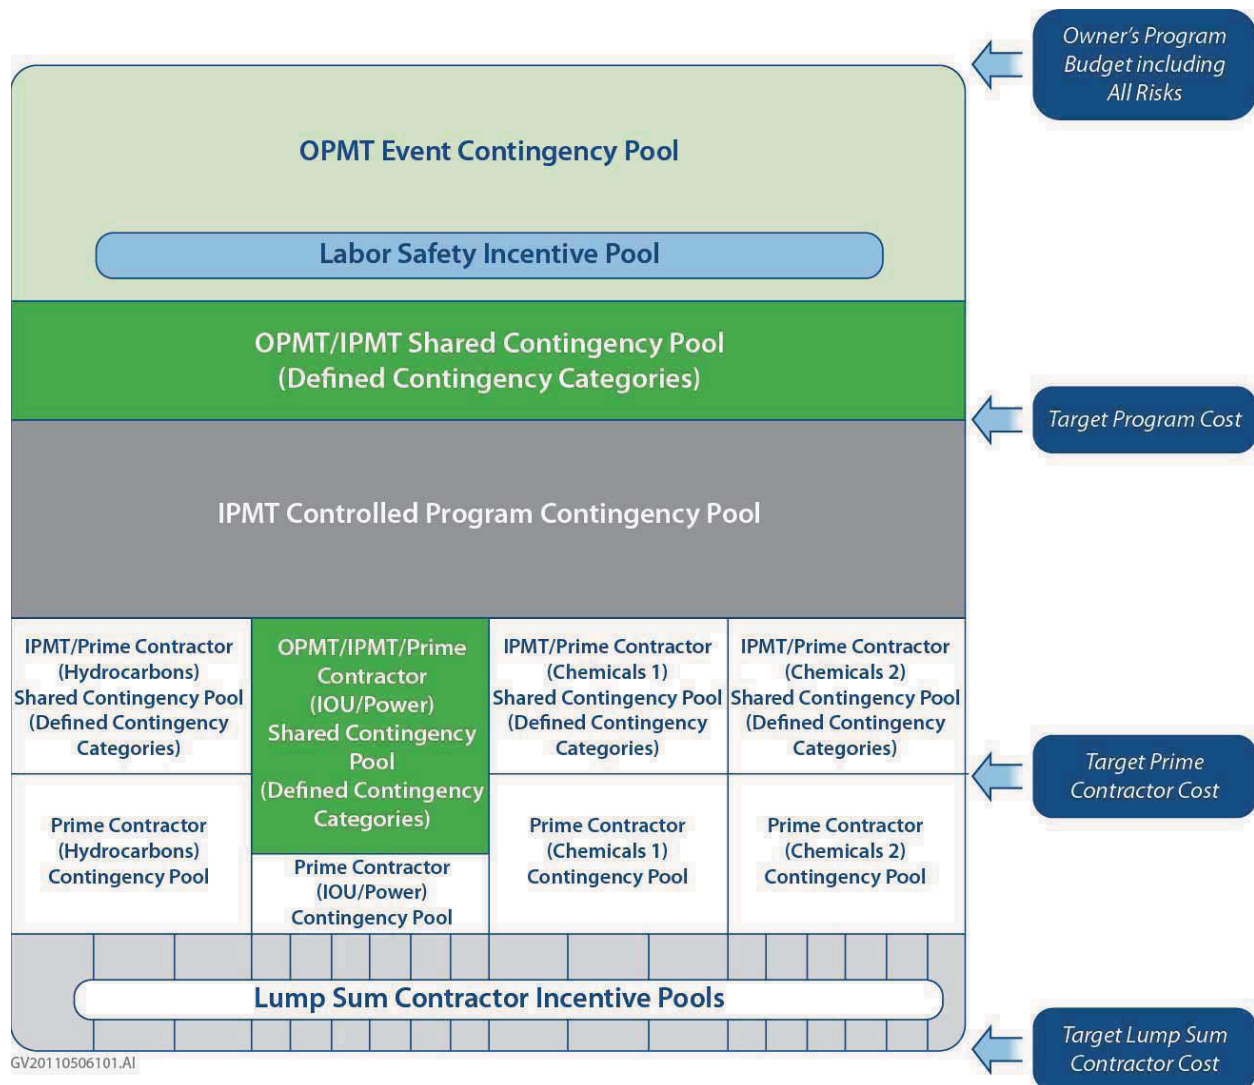 Owner's Program
Budget including
All Risks
OPMT Event Contingency Pool
Labor Safety Incentive Pool
OPMT/IPMT Shared Contingency Pool
(Defined Contingency Categories)
Target Program Cost
IPMT Controlled Program Contingency Pool
IPMT/Prime Contractor
(Hydrocarbons)
Shared Contingency Pool
(Defined Contingency
Categories)
OPMT/IPMT/Prime
Contractor
(IOU/Power)
Shared Contingency
Pool
(Defined Contingency
Categories)
IPMT/Prime Contractor
(Chemicals 1)
Shared Contingency Pool
(Defined Contingency
Categories)
IPMT/Prime Contractor
(Chemicals 2)
Shared Contingency Pool
(Defined Contingency
Categories)
Target Prime
Contractor Cost
Prime Contractor
(Hydrocarbons)
Contingency Pool
Prime Contractor
(IOU/Power)
Contingency Pool
Prime Contractor
(Chemicals 1)
Contingency Pool
Prime Contractor
(Chemicals 2)
Contingency Pool
Lump Sum Contractor Incentive Pools
Target Lump Sum
Contractor Cost
GV20110506101.AI